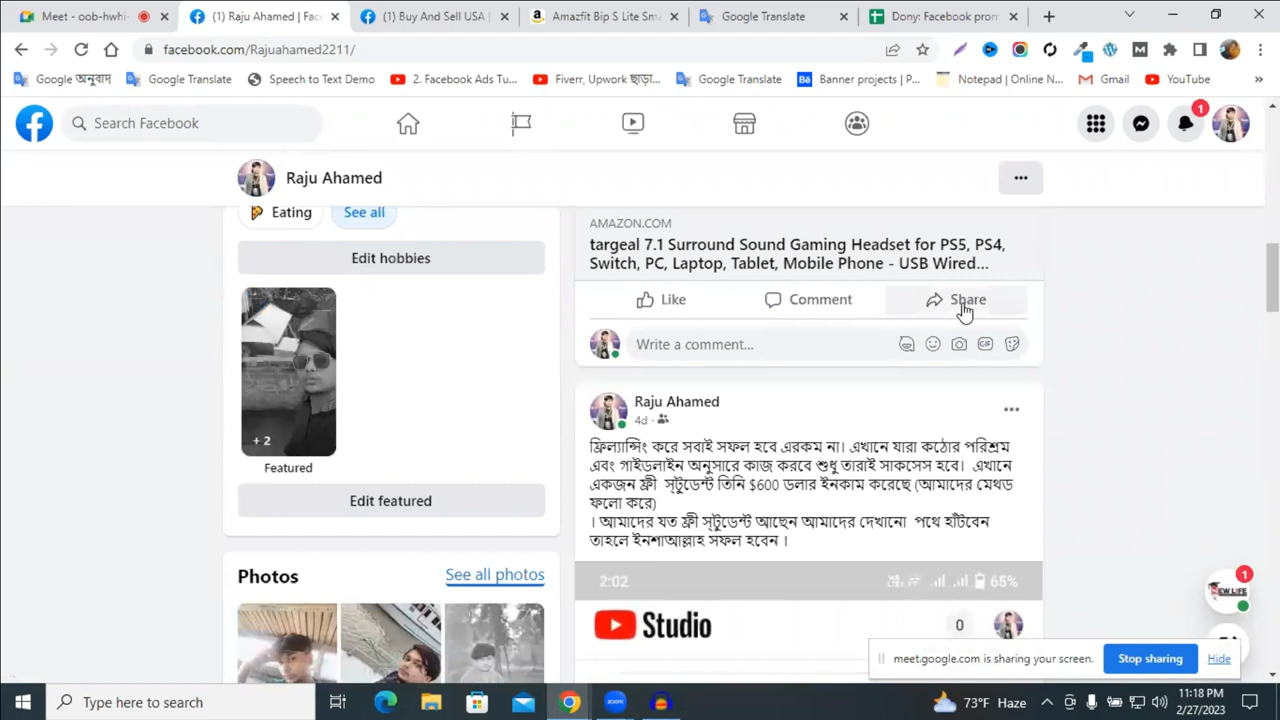 Meet - oob-hwhi-
(1) Raju Ahamed | Fac
(1) Buy And Sell USA |
Amazfit Bip S Lite Sma
Google Translate
Dony: Facebook prom
facebook.com/Rajuahamed2211/
Google অনুবাদ
Google Translate
Speech to Text Demo
2. Facebook Ads Tu...
Fiverr, Upwork ছাড়া...
Google Translate
Banner projects | P...
Notepad | Online N...
Gmail
YouTube
Search Facebook
1
Raju Ahamed
Eating
See all
Edit hobbies
+ 2
Featured
Edit featured
Photos
See all photos
AMAZON.COM
targeal 7.1 Surround Sound Gaming Headset for PS5, PS4,
Switch, PC, Laptop, Tablet, Mobile Phone - USB Wired...
Like
Comment
Share
Write a comment...
GIF
Raju Ahamed
4d
ফ্রিল্যান্সিং করে সবাই সফল হবে এরকম না। এখানে যারা কঠোর পরিশ্রম
এবং গাইডলাইন অনুসারে কাজ করবে শুধু তারাই সাকসেস হবে। এখানে
একজন ফ্রী স্টুডেন্ট তিনি $600 ডলার ইনকাম করেছে (আমাদের মেথড
ফলো করে)
। আমাদের যত ফ্রী স্টুডেন্ট আছেন আমাদের দেখানো পথে হাঁটবেন
তাহলে ইনশাআল্লাহ সফল হবেন ।
2:02
65%
Studio
0
1
NEW LIFE
meet.google.com is sharing your screen.
Stop sharing
Hide
Type here to search
zoom
73°F Haze
11:18 PM
2/27/2023